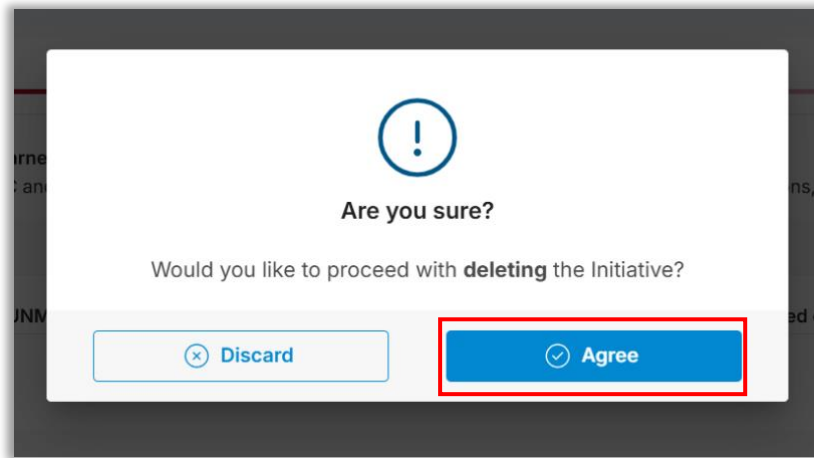 Are you sure?
Would you like to proceed with deleting the Initiative?
Discard
Agree